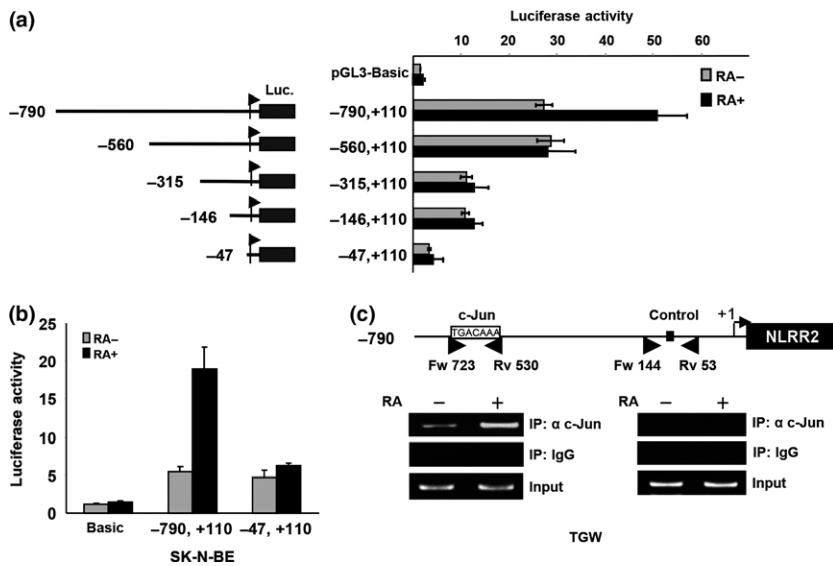 (a)
Luciferase activity
10 20 30 40 50 60
pGL3-Basic
RA–
RA+
Luc.
–790
–790,+110
–560
–560,+110
–315
–315,+110
–146
–146,+110
–47
–47,+110
(b)
RA–
RA+
Luciferase activity
25
20
15
10
5
0
Basic –790, +110 –47, +110
SK-N-BE
(c)
c-Jun Control +1
TGACAAA
–790
NLRR2
Fw 723 Rv 530 Fw 144 Rv 53
RA – + RA – +
IP: α c-Jun IP: α c-Jun
IP: IgG IP: IgG
Input Input
TGW